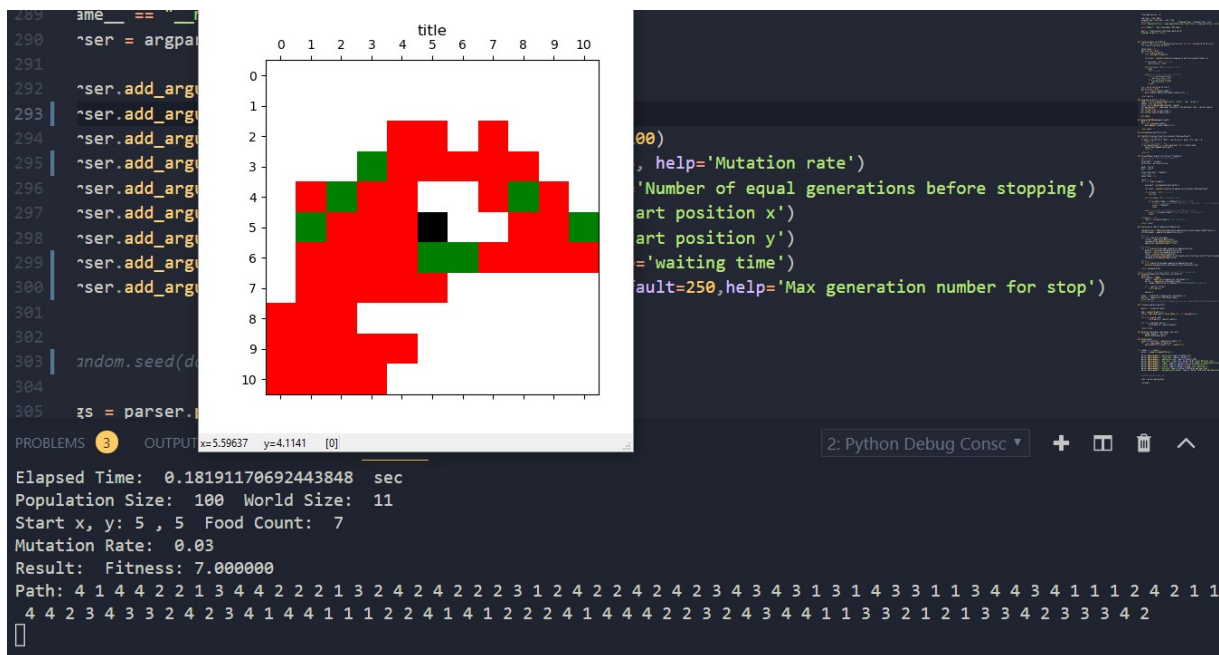 289 ame__ == "__
290 rser = argpar
291
292 rser.add_argu
293 rser.add_argu
294 rser.add_argu 00)
295 rser.add_argu , help='Mutation rate')
296 rser.add_argu 'Number of equal generations before stopping')
297 rser.add_argu art position x')
298 rser.add_argu art position y')
299 rser.add_argu ='waiting time')
300 rser.add_argu ault=250,help='Max generation number for stop')
301
302
303 andom.seed(da
304
305 gs = parser.p
title
0 1 2 3 4 5 6 7 8 9 10
0
1
2
3
4
5
6
7
8
9
10
x=5.59637 y=4.1141 [0]
PROBLEMS 3 OUTPUT 2: Python Debug Consc
Elapsed Time: 0.18191170692443848 sec
Population Size: 100 World Size: 11
Start x, y: 5 , 5 Food Count: 7
Mutation Rate: 0.03
Result: Fitness: 7.000000
Path: 4 1 4 4 2 2 1 3 4 4 2 2 2 1 3 2 4 2 4 2 2 2 3 1 2 4 2 2 4 2 4 2 3 4 3 4 3 1 3 1 4 3 3 1 1 3 4 4 3 4 1 1 1 2 4 2 1 1
4 4 2 3 4 3 3 2 4 2 3 4 1 4 4 1 1 1 2 2 4 1 4 1 2 2 2 4 1 4 4 4 2 2 3 2 4 3 4 4 1 1 3 3 2 1 2 1 3 3 4 2 3 3 3 4 2